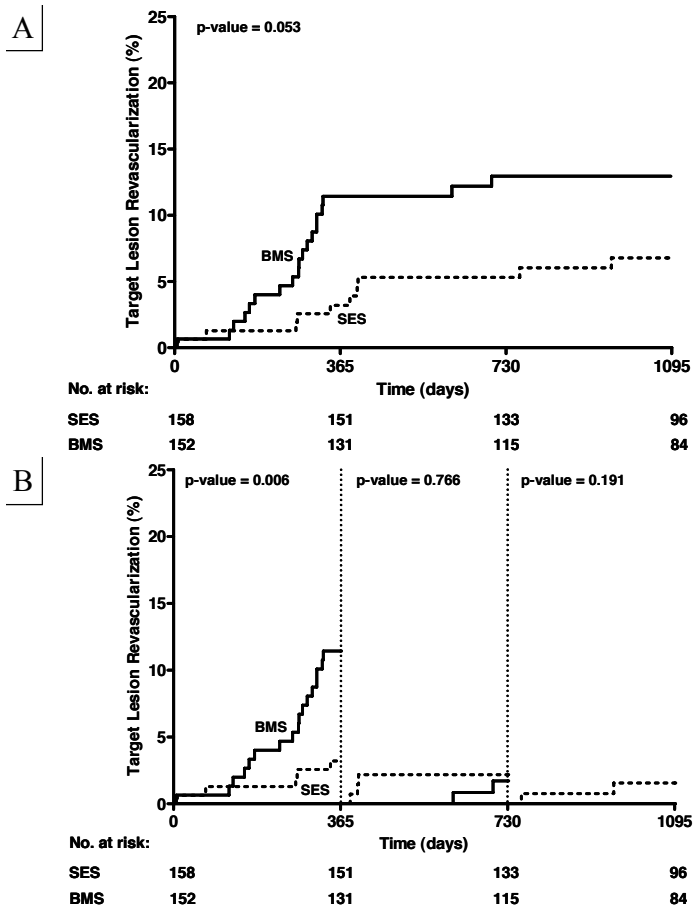 A
p-value = 0.053
25
20
15
10
5
0
Target Lesion Revascularization (%)
BMS
SES
0 365 730 1095
No. at risk: Time (days)
SES 158 151 133 96
BMS 152 131 115 84
B
p-value = 0.006 p-value = 0.766 p-value = 0.191
25
20
15
10
5
0
Target Lesion Revascularization (%)
BMS
SES
0 365 730 1095
No. at risk: Time (days)
SES 158 151 133 96
BMS 152 131 115 84